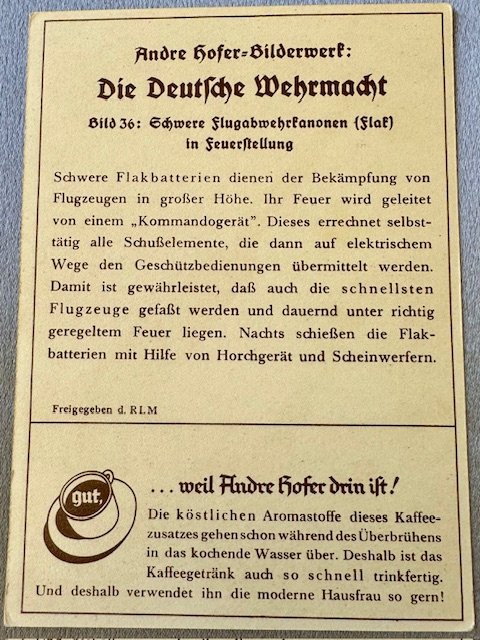 Andre Hofer-Bilderwerk:
Die Deutsche Wehrmacht
Bild 36: Schwere Flugabwehrkanonen (Flak)
in Feuerstellung
Schwere Flakbatterien dienen der Bekämpfung von
Flugzeugen in großer Höhe. Ihr Feuer wird geleitet
von einem „Kommandogerät”. Dieses errechnet selbst-
tätig alle Schußelemente, die dann auf elektrischem
Wege den Geschützbedienungen übermittelt werden.
Damit ist gewährleistet, daß auch die schnellsten
Flugzeuge gefaßt werden und dauernd unter richtig
geregeltem Feuer liegen. Nachts schießen die Flak-
batterien mit Hilfe von Horchgerät und Scheinwerfern.
Freigegeben d. RLM
gut,
... weil Andre Hofer drin ist!
Die köstlichen Aromastoffe dieses Kaffee-
zusatzes gehen schon während des Überbrühens
in das kochende Wasser über. Deshalb ist das
Kaffeegetränk auch so schnell trinkfertig.
Und deshalb verwendet ihn die moderne Hausfrau so gern!